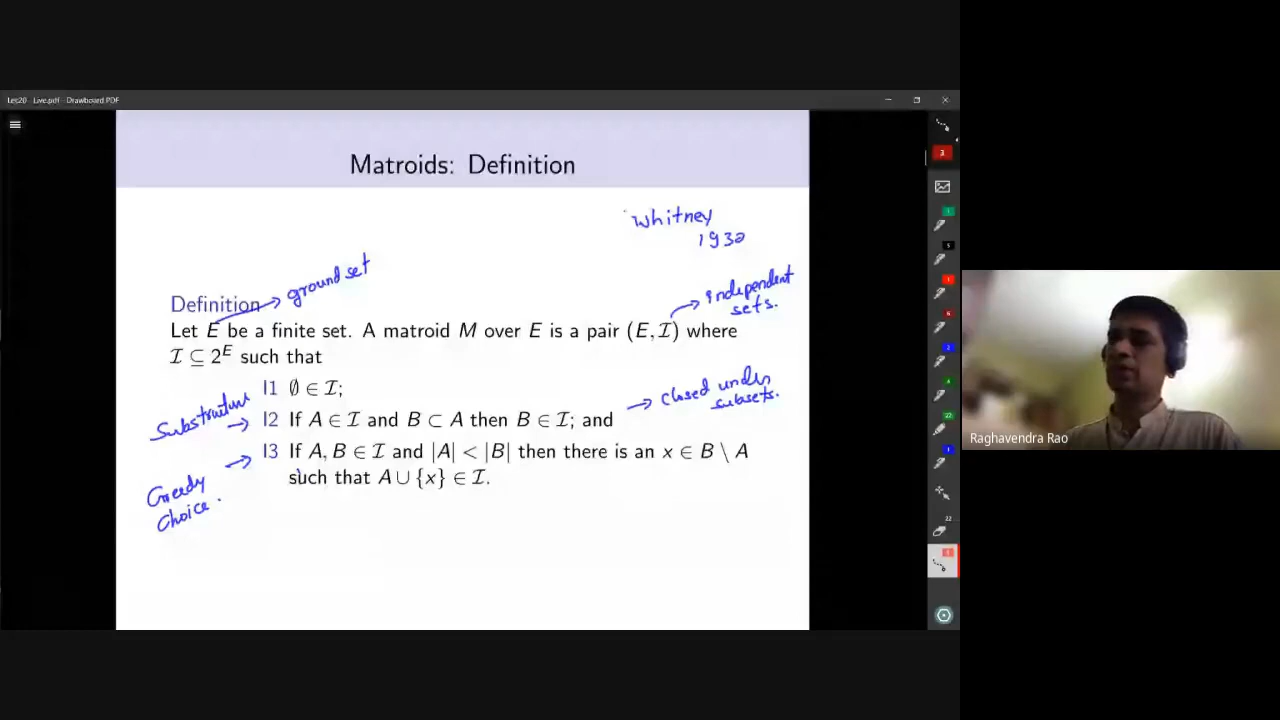 Lec20 - Live.pdf - Drawboard PDF
Matroids: Definition
Whitney
1930
ground set
Definition
independent
sets.
Let E be a finite set. A matroid M over E is a pair (E, ℐ) where
ℐ ⊆ 2^E such that
I1 ∅ ∈ ℐ;
closed under
subsets.
Substructure
I2 If A ∈ ℐ and B ⊂ A then B ∈ ℐ; and
I3 If A, B ∈ ℐ and |A| < |B| then there is an x ∈ B \ A
such that A ∪ {x} ∈ ℐ.
Greedy
choice.
Raghavendra Rao